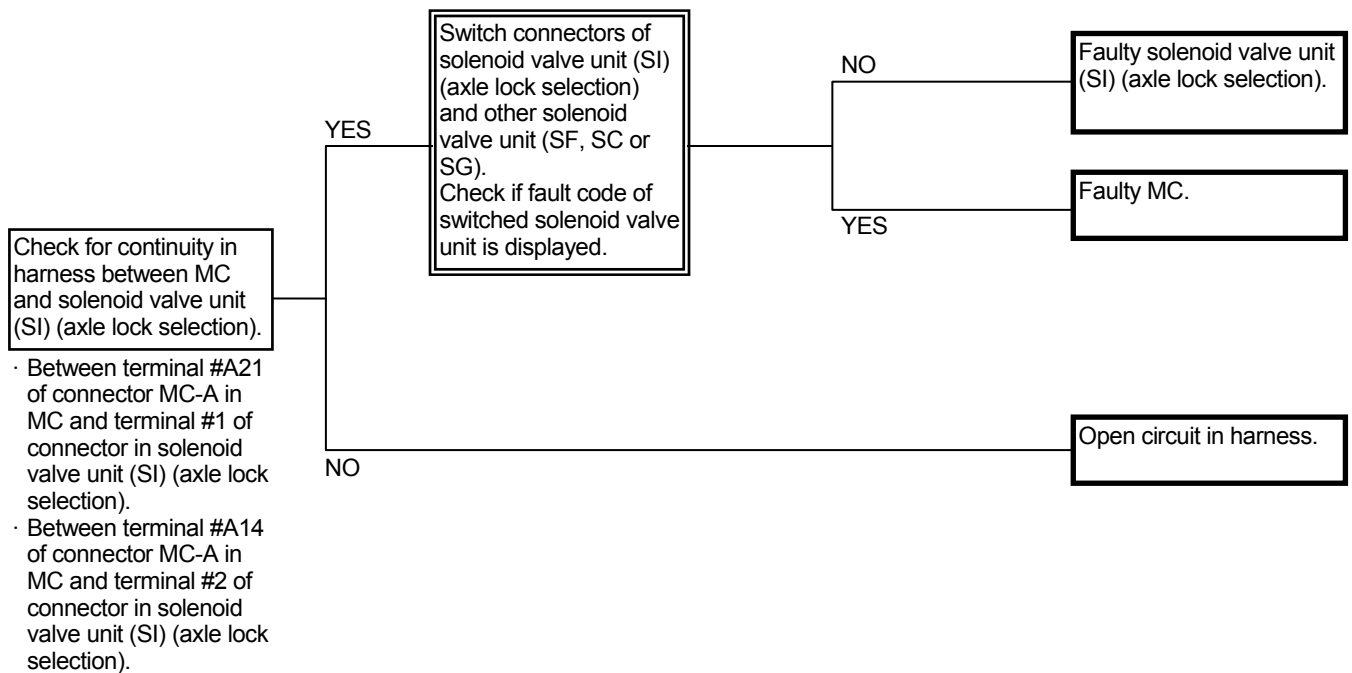 Check for continuity in
harness between MC
and solenoid valve unit
(SI) (axle lock selection).
· Between terminal #A21
of connector MC-A in
MC and terminal #1 of
connector in solenoid
valve unit (SI) (axle lock
selection).
· Between terminal #A14
of connector MC-A in
MC and terminal #2 of
connector in solenoid
valve unit (SI) (axle lock
selection).
YES
NO
Switch connectors of
solenoid valve unit (SI)
(axle lock selection)
and other solenoid
valve unit (SF, SC or
SG).
Check if fault code of
switched solenoid valve
unit is displayed.
NO
YES
Faulty solenoid valve unit
(SI) (axle lock selection).
Faulty MC.
Open circuit in harness.